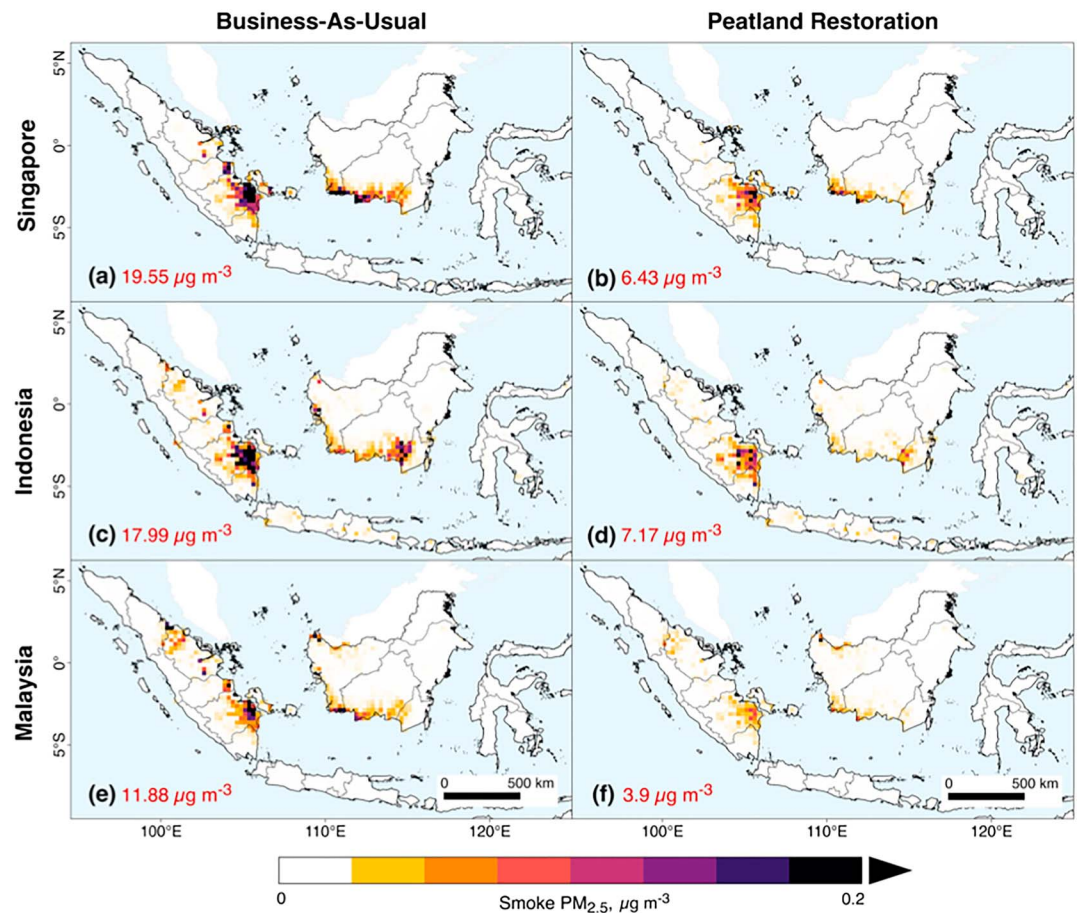 Business-As-Usual
Peatland Restoration
Singapore
5°N
0°
5°S
(a) 19.55 µg m⁻³
(b) 6.43 µg m⁻³
Indonesia
5°N
0°
5°S
(c) 17.99 µg m⁻³
(d) 7.17 µg m⁻³
Malaysia
5°N
0°
5°S
(e) 11.88 µg m⁻³
0 500 km
(f) 3.9 µg m⁻³
0 500 km
100°E 110°E 120°E
100°E 110°E 120°E
0 0.2
Smoke PM₂.₅, µg m⁻³